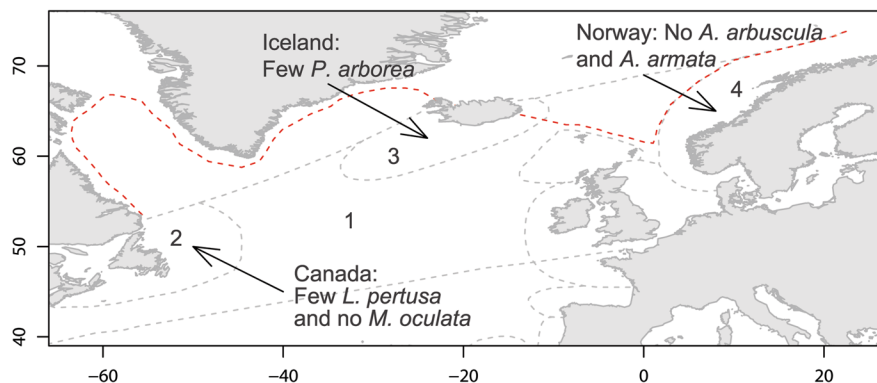 Iceland:
Few P. arborea
Norway: No A. arbuscula
and A. armata
70
60
50
40
4
3
1
2
Canada:
Few L. pertusa
and no M. oculata
−60
−40
−20
0
20